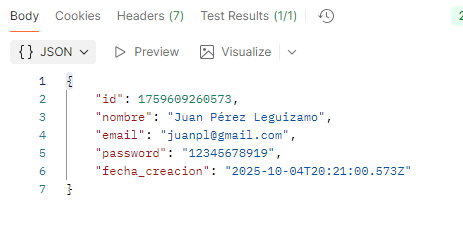 Body Cookies Headers (7) Test Results (1/1)
{} JSON Preview Visualize
1 {
2 "id": 1759609260573,
3 "nombre": "Juan Pérez Leguizamo",
4 "email": "juanpl@gmail.com",
5 "password": "12345678919",
6 "fecha_creacion": "2025-10-04T20:21:00.573Z"
7 }